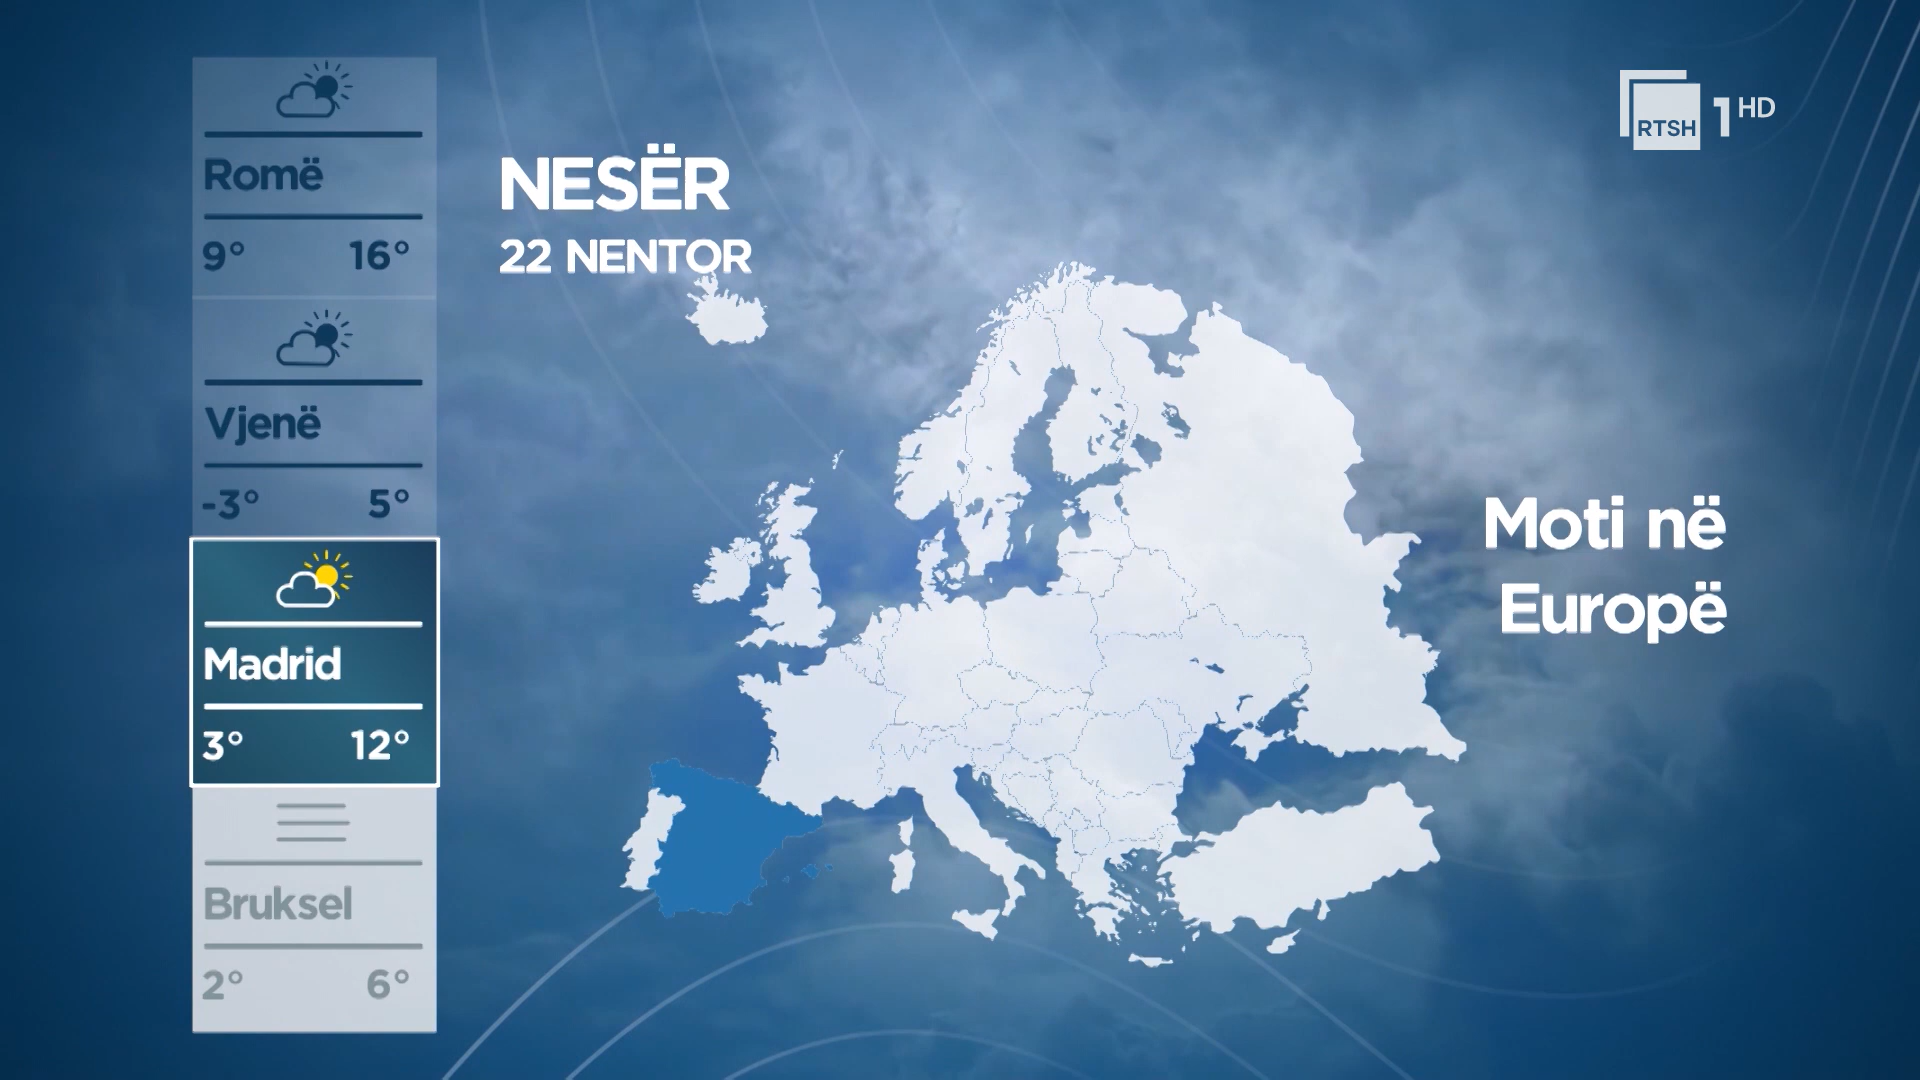 Romë
9° 16°
Vjenë
-3° 5°
Madrid
3° 12°
Bruksel
2° 6°
NESËR
22 NENTOR
Moti në
Europë
RTSH 1 HD